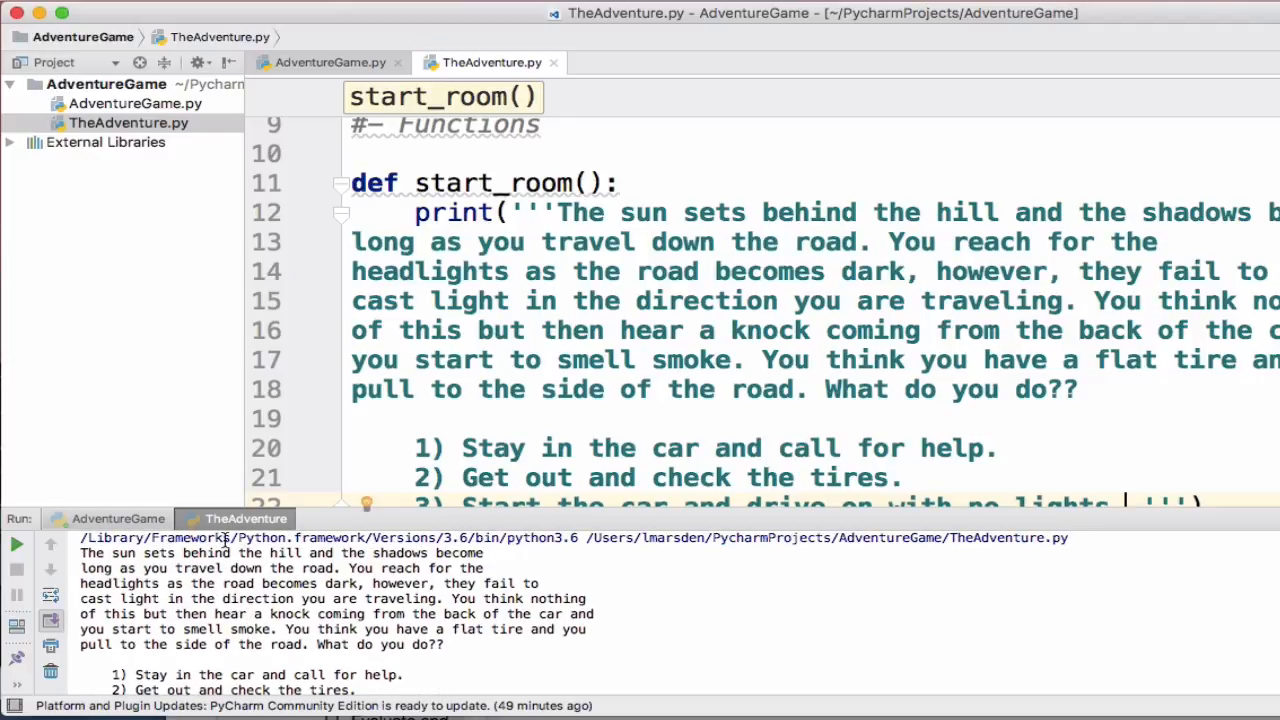 TheAdventure.py - AdventureGame - [~/PycharmProjects/AdventureGame]
AdventureGame
TheAdventure.py
Project
AdventureGame.py
TheAdventure.py
AdventureGame ~/Pycharm
AdventureGame.py
TheAdventure.py
External Libraries
start_room()
9 #— Functions
10
11 def start_room():
12 print('''The sun sets behind the hill and the shadows b
13 long as you travel down the road. You reach for the
14 headlights as the road becomes dark, however, they fail to
15 cast light in the direction you are traveling. You think no
16 of this but then hear a knock coming from the back of the c
17 you start to smell smoke. You think you have a flat tire an
18 pull to the side of the road. What do you do??
19
20 1) Stay in the car and call for help.
21 2) Get out and check the tires.
22 3) Start the car and drive on with no lights. ''')
Run: AdventureGame TheAdventure
/Library/Frameworks/Python.framework/Versions/3.6/bin/python3.6 /Users/lmarsden/PycharmProjects/AdventureGame/TheAdventure.py
The sun sets behind the hill and the shadows become
long as you travel down the road. You reach for the
headlights as the road becomes dark, however, they fail to
cast light in the direction you are traveling. You think nothing
of this but then hear a knock coming from the back of the car and
you start to smell smoke. You think you have a flat tire and you
pull to the side of the road. What do you do??
1) Stay in the car and call for help.
2) Get out and check the tires.
Platform and Plugin Updates: PyCharm Community Edition is ready to update. (49 minutes ago)